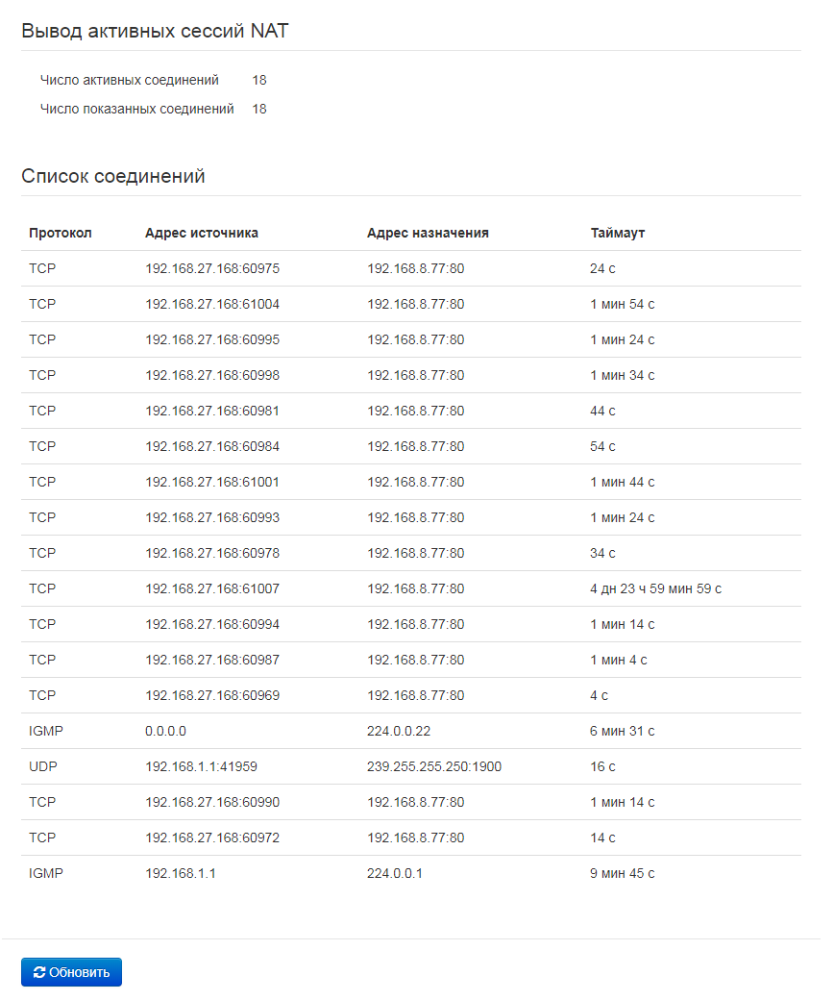 Вывод активных сессий NAT
Число активных соединений 18
Число показанных соединений 18
Список соединений
Протокол Адрес источника Адрес назначения Таймаут
TCP 192.168.27.168:60975 192.168.8.77:80 24 с
TCP 192.168.27.168:61004 192.168.8.77:80 1 мин 54 с
TCP 192.168.27.168:60995 192.168.8.77:80 1 мин 24 с
TCP 192.168.27.168:60998 192.168.8.77:80 1 мин 34 с
TCP 192.168.27.168:60981 192.168.8.77:80 44 с
TCP 192.168.27.168:60984 192.168.8.77:80 54 с
TCP 192.168.27.168:61001 192.168.8.77:80 1 мин 44 с
TCP 192.168.27.168:60993 192.168.8.77:80 1 мин 24 с
TCP 192.168.27.168:60978 192.168.8.77:80 34 с
TCP 192.168.27.168:61007 192.168.8.77:80 4 дн 23 ч 59 мин 59 с
TCP 192.168.27.168:60994 192.168.8.77:80 1 мин 14 с
TCP 192.168.27.168:60987 192.168.8.77:80 1 мин 4 с
TCP 192.168.27.168:60969 192.168.8.77:80 4 с
IGMP 0.0.0.0 224.0.0.22 6 мин 31 с
UDP 192.168.1.1:41959 239.255.255.250:1900 16 с
TCP 192.168.27.168:60990 192.168.8.77:80 1 мин 14 с
TCP 192.168.27.168:60972 192.168.8.77:80 14 с
IGMP 192.168.1.1 224.0.0.1 9 мин 45 с
Обновить